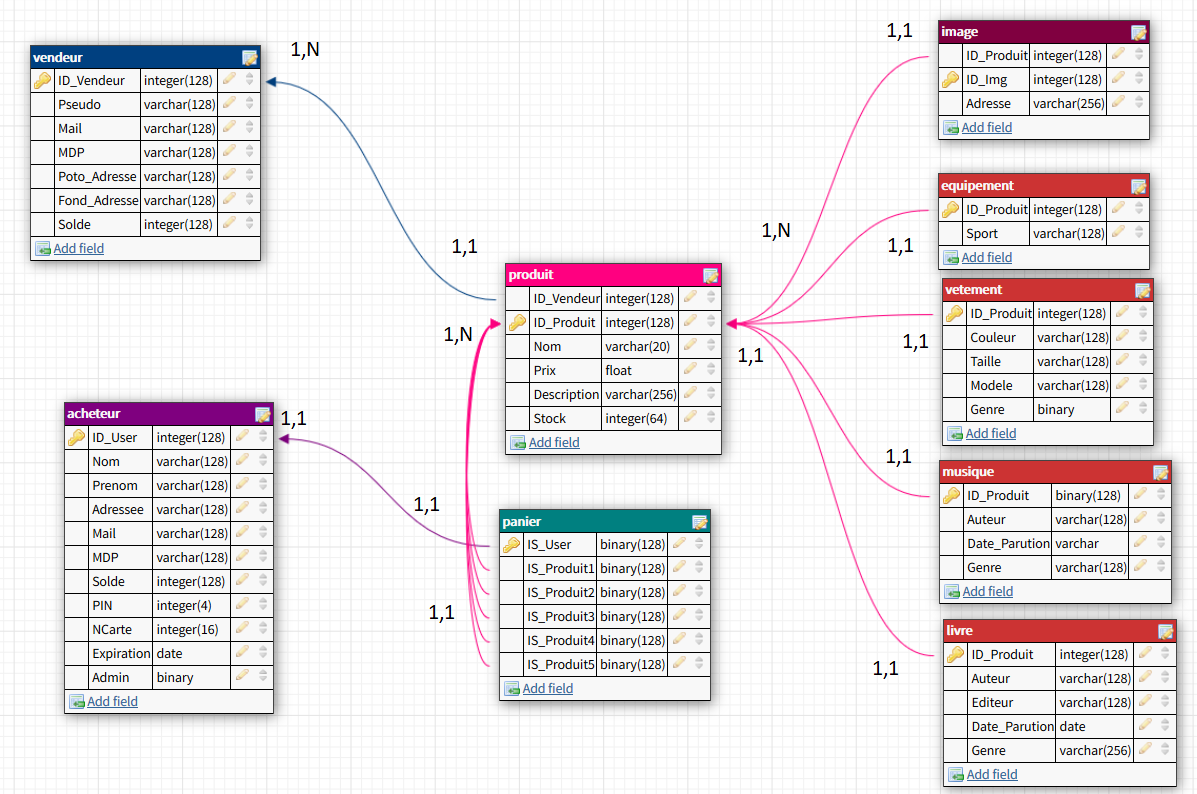 vendeur
ID_Vendeur integer(128)
Pseudo varchar(128)
Mail varchar(128)
MDP varchar(128)
Poto_Adresse varchar(128)
Fond_Adresse varchar(128)
Solde integer(128)
Add field
1,N
1,1
acheteur
ID_User integer(128)
Nom varchar(128)
Prenom varchar(128)
Adressee varchar(128)
Mail varchar(128)
MDP varchar(128)
Solde integer(128)
PIN integer(4)
NCarte integer(16)
Expiration date
Admin binary
Add field
1,1
1,1
produit
ID_Vendeur integer(128)
ID_Produit integer(128)
Nom varchar(20)
Prix float
Description varchar(256)
Stock integer(64)
Add field
1,N
1,1
panier
IS_User binary(128)
IS_Produit1 binary(128)
IS_Produit2 binary(128)
IS_Produit3 binary(128)
IS_Produit4 binary(128)
IS_Produit5 binary(128)
Add field
1,1
image
ID_Produit integer(128)
ID_Img integer(128)
Adresse varchar(256)
Add field
1,N
1,1
equipement
ID_Produit integer(128)
Sport varchar(128)
Add field
1,1
1,1
vetement
ID_Produit integer(128)
Couleur varchar(128)
Taille varchar(128)
Modele varchar(128)
Genre binary
Add field
1,1
musique
ID_Produit binary(128)
Auteur varchar(128)
Date_Parution varchar
Genre varchar(128)
Add field
1,1
livre
ID_Produit integer(128)
Auteur varchar(128)
Editeur varchar(128)
Date_Parution date
Genre varchar(256)
Add field